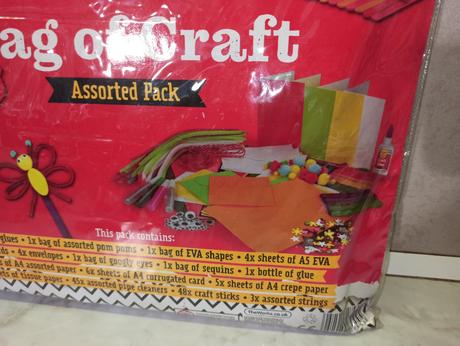 ag of Craft
Assorted Pack
This pack contains:
glues • 1x bag of assorted pom poms • 1x bag of EVA shapes • 4x sheets of A5 EVA
4x envelopes • 1x bag of googly eyes • 1x bag of sequins • 1x bottle of glue
of A4 assorted paper • 6x sheets of A4 corrugated card • 5x sheets of A4 crepe paper
of tissue paper • 45x assorted pipe cleaners • 48x craft sticks • 3x assorted strings
TheWorks.co.uk